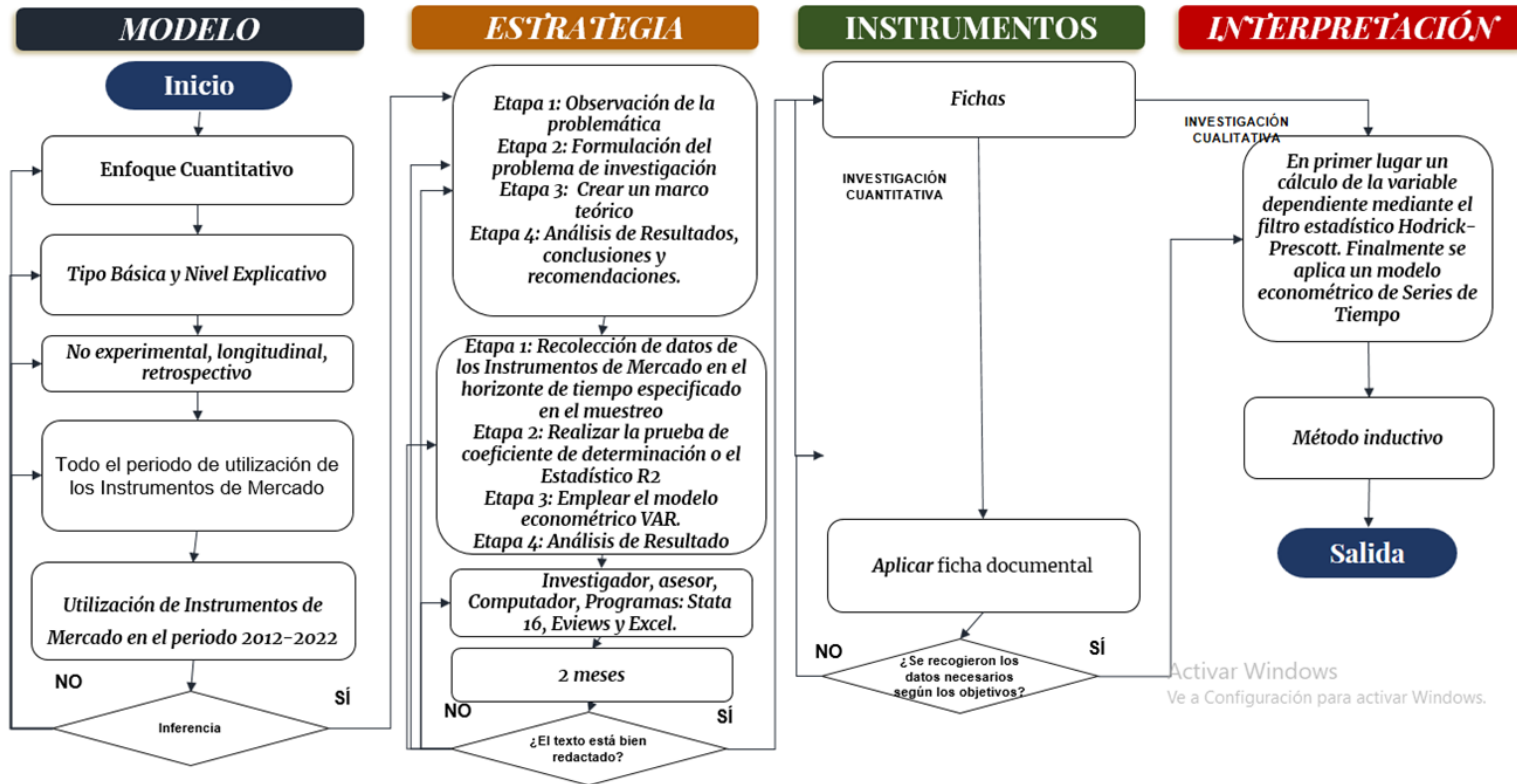 MODELO
ESTRATEGIA
INSTRUMENTOS
INTERPRETACIÓN
Inicio
Enfoque Cuantitativo
Tipo Básica y Nivel Explicativo
No experimental, longitudinal,
retrospectivo
Todo el periodo de utilización de
los Instrumentos de Mercado
Utilización de Instrumentos de
Mercado en el periodo 2012-2022
NO
SÍ
Inferencia
Etapa 1: Observación de la
problemática
Etapa 2: Formulación del
problema de investigación
Etapa 3: Crear un marco
teórico
Etapa 4: Análisis de Resultados,
conclusiones y
recomendaciones.
Etapa 1: Recolección de datos de
los Instrumentos de Mercado en el
horizonte de tiempo especificado
en el muestreo
Etapa 2: Realizar la prueba de
coeficiente de determinación o el
Estadístico R2
Etapa 3: Emplear el modelo
econométrico VAR.
Etapa 4: Análisis de Resultado
Investigador, asesor,
Computador, Programas: Stata
16, Eviews y Excel.
2 meses
NO
SÍ
¿El texto está bien
redactado?
Fichas
INVESTIGACIÓN
CUANTITATIVA
Aplicar ficha documental
NO
SÍ
¿Se recogieron los
datos necesarios
según los objetivos?
INVESTIGACIÓN
CUALITATIVA
En primer lugar un
cálculo de la variable
dependiente mediante el
filtro estadístico Hodrick-
Prescott. Finalmente se
aplica un modelo
econométrico de Series de
Tiempo
Método inductivo
Salida
Activar Windows
Ve a Configuración para activar Windows.